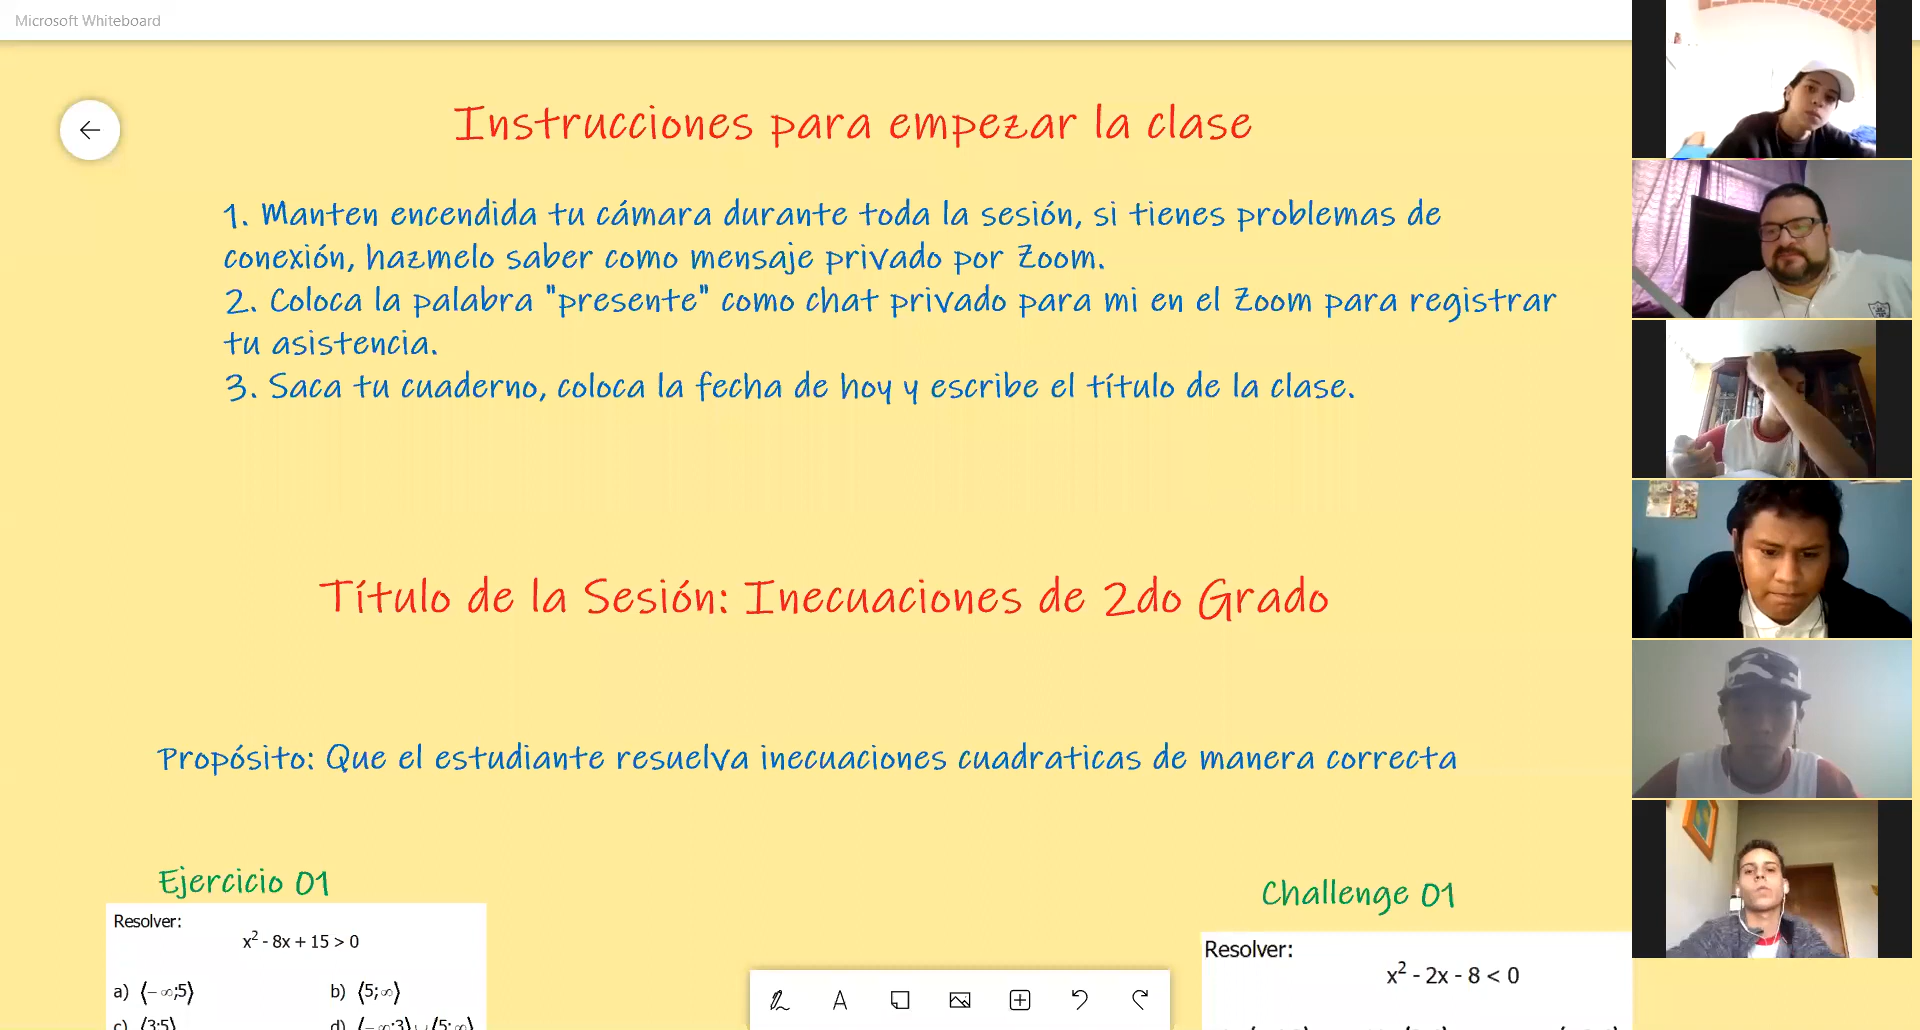 Microsoft Whiteboard
Instrucciones para empezar la clase
1. Manten encendida tu cámara durante toda la sesión, si tienes problemas de
conexión, hazmelo saber como mensaje privado por Zoom.
2. Coloca la palabra "presente" como chat privado para mi en el Zoom para registrar
tu asistencia.
3. Saca tu cuaderno, coloca la fecha de hoy y escribe el título de la clase.
Título de la Sesión: Inecuaciones de 2do Grado
Propósito: Que el estudiante resuelva inecuaciones cuadraticas de manera correcta
Ejercicio 01
Resolver:
x² - 8x + 15 > 0
a) ⟨-∞;5⟩ b) ⟨5;∞⟩
c) ⟨3;5⟩ d) ⟨-∞;3⟩∪⟨5;∞⟩
Challenge 01
Resolver:
x² - 2x - 8 < 0